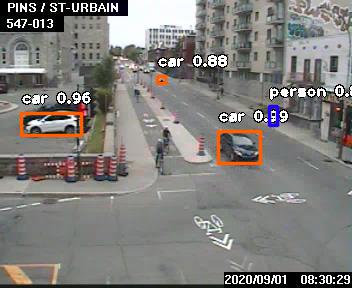 PINS / ST-URBAIN
547-013
car 0.88
car 0.96
person 0.8
car 0.99
2020/09/01 08:30:29